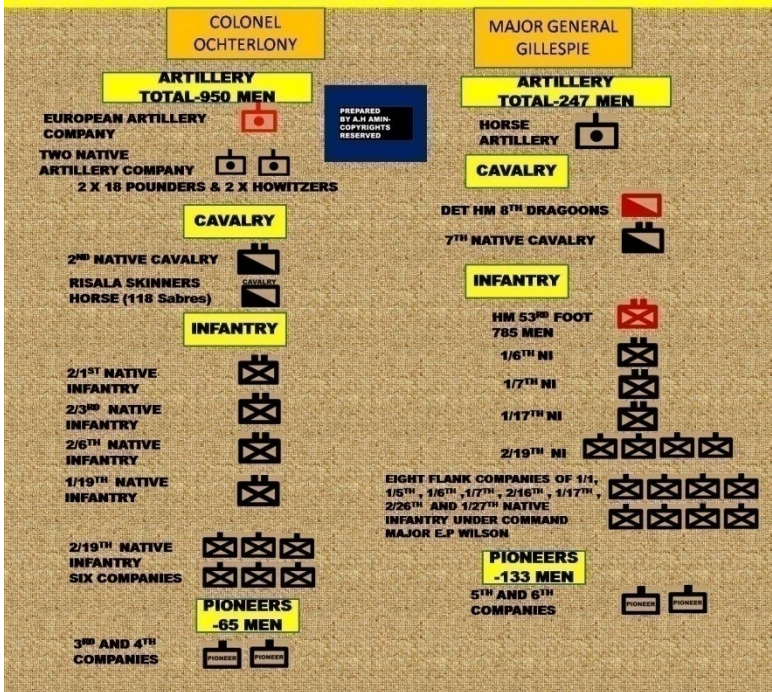 COLONEL
OCHTERLONY
ARTILLERY
TOTAL-950 MEN
EUROPEAN ARTILLERY
COMPANY
TWO NATIVE
ARTILLERY COMPANY
2 X 18 POUNDERS & 2 X HOWITZERS
CAVALRY
2ND NATIVE CAVALRY
RISALA SKINNERS
HORSE (118 Sabres)
CAVALRY
INFANTRY
2/1ST NATIVE
INFANTRY
2/3RD NATIVE
INFANTRY
2/6TH NATIVE
INFANTRY
1/19TH NATIVE
INFANTRY
2/19TH NATIVE
INFANTRY
SIX COMPANIES
PIONEERS
-65 MEN
3RD AND 4TH
COMPANIES
PIONEER
PIONEER
PREPARED
BY A.H AMIN-
COPYRIGHTS
RESERVED
MAJOR GENERAL
GILLESPIE
ARTILLERY
TOTAL-247 MEN
HORSE
ARTILLERY
CAVALRY
DET HM 8TH DRAGOONS
7TH NATIVE CAVALRY
INFANTRY
HM 53RD FOOT
785 MEN
1/6TH NI
1/7TH NI
1/17TH NI
2/19TH NI
EIGHT FLANK COMPANIES OF 1/1,
1/5TH , 1/6TH ,1/7TH , 2/16TH , 1/17TH ,
2/26TH AND 1/27TH NATIVE
INFANTRY UNDER COMMAND
MAJOR E.P WILSON
PIONEERS
-133 MEN
5TH AND 6TH
COMPANIES
PIONEER
PIONEER